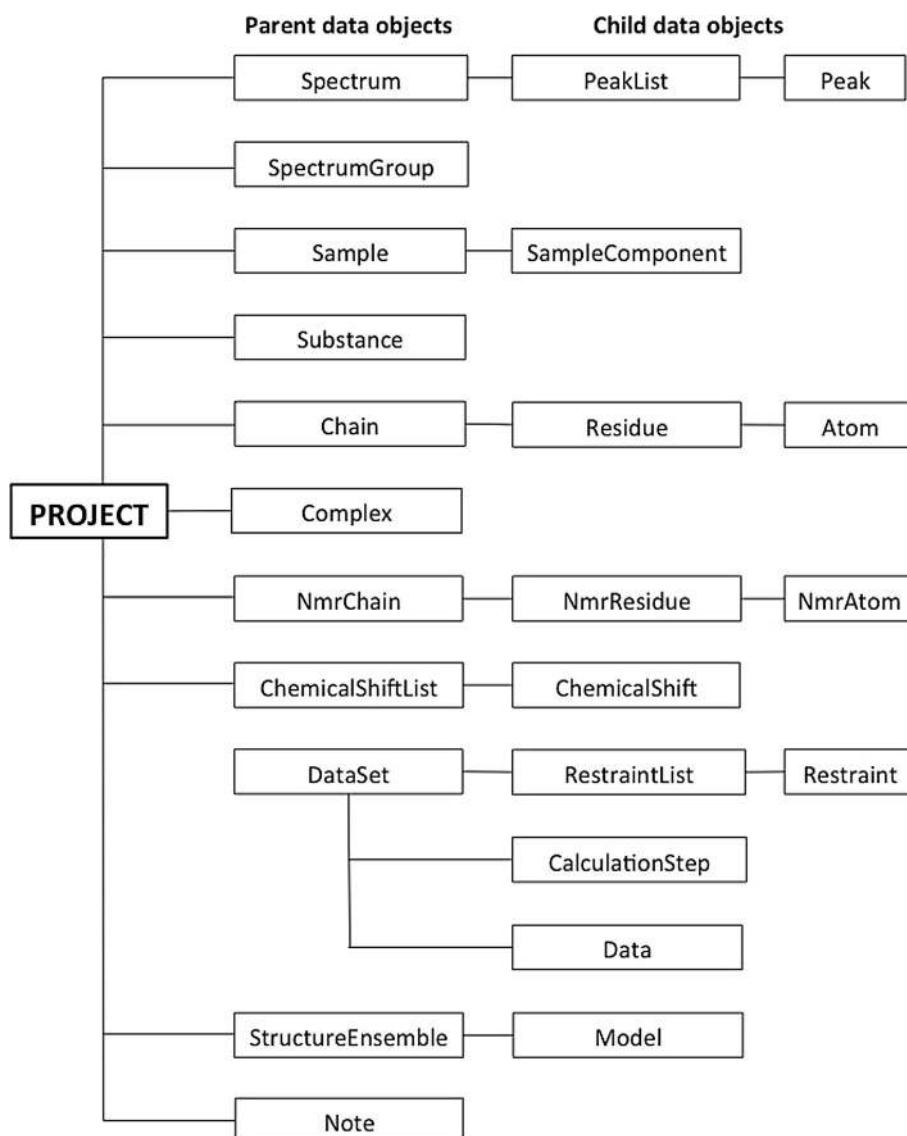 Parent data objects Child data objects
Spectrum PeakList Peak
SpectrumGroup
Sample SampleComponent
Substance
Chain Residue Atom
PROJECT Complex
NmrChain NmrResidue NmrAtom
ChemicalShiftList ChemicalShift
DataSet RestraintList Restraint
CalculationStep
Data
StructureEnsemble Model
Note